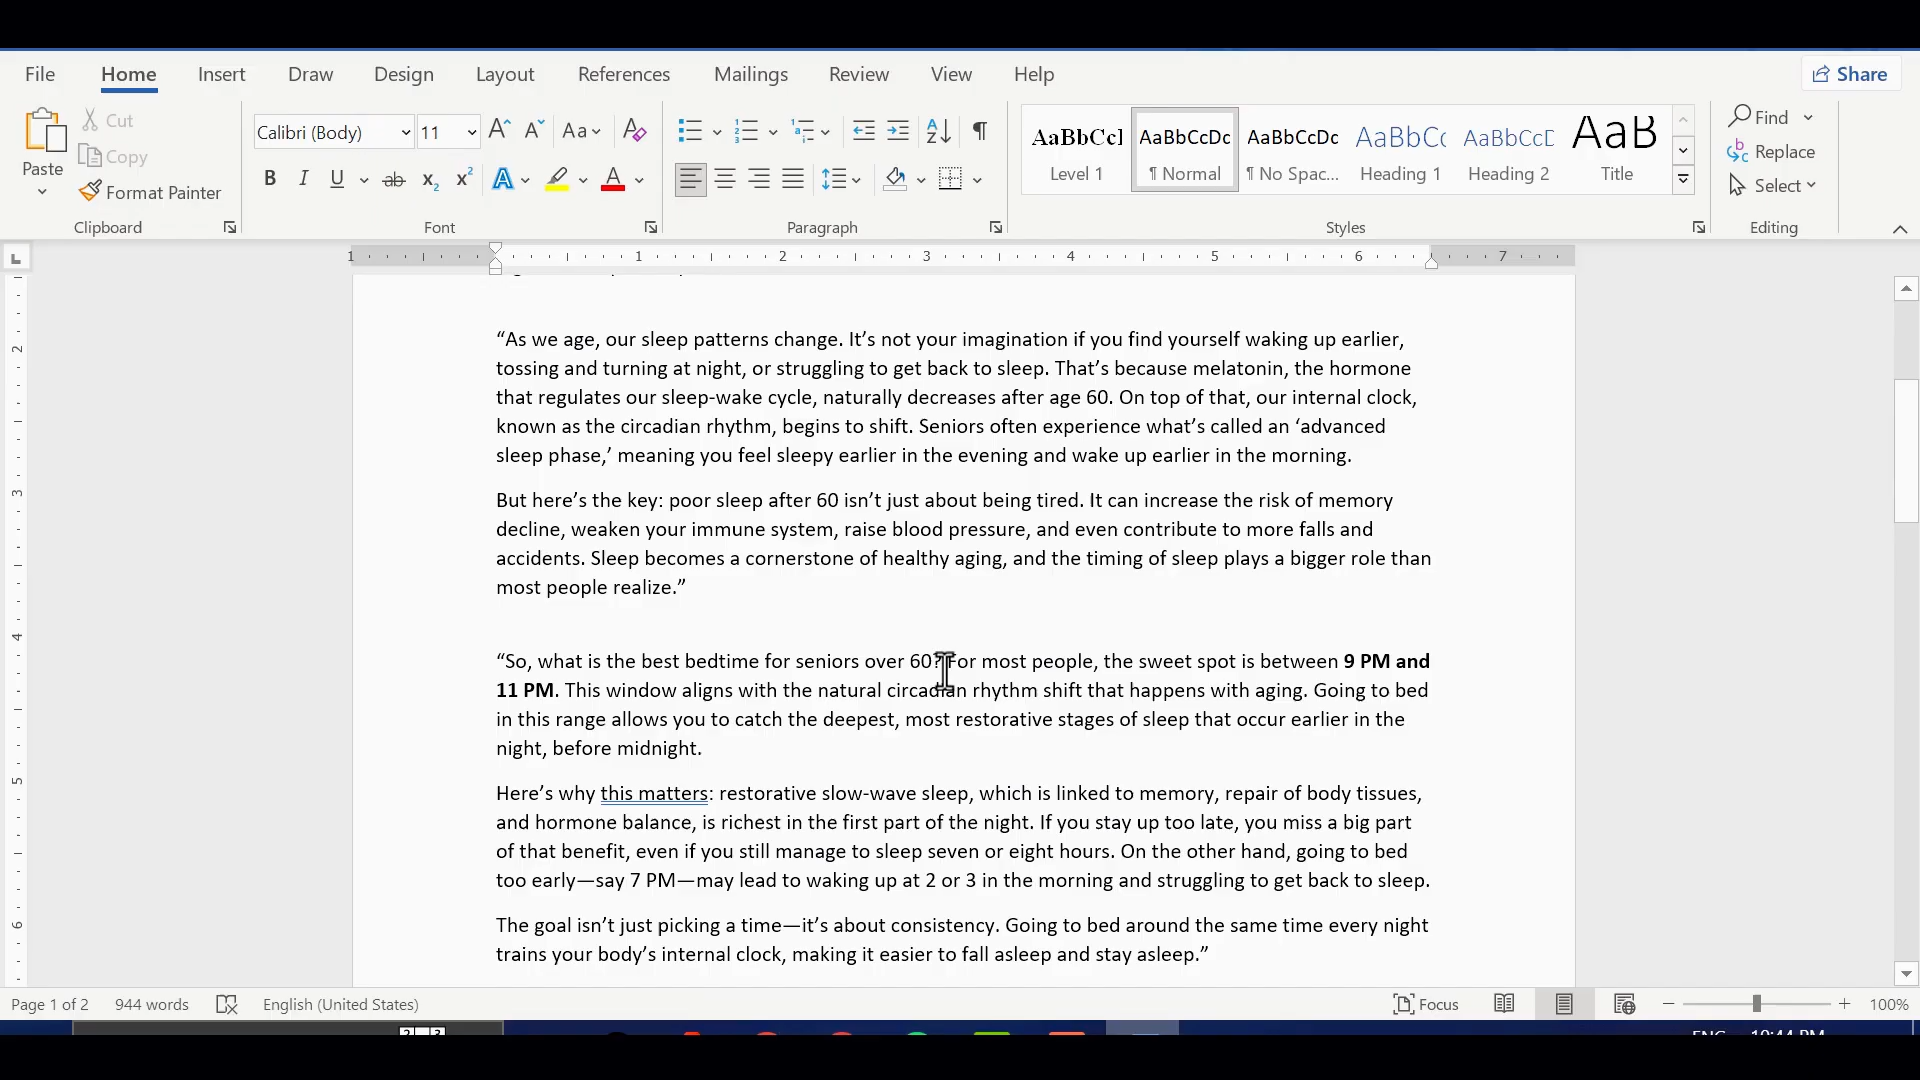 File Home Insert Draw Design Layout References Mailings Review View Help Share
Paste
Cut
Copy
Format Painter
Clipboard
Calibri (Body) 11
Font
Paragraph
AaBbCcI AaBbCcDc AaBbCcDc AaBbC AaBbCcD AaB
Level 1 ¶ Normal ¶ No Spac... Heading 1 Heading 2 Title
Styles
Find
Replace
Select
Editing
1 1 2 3 4 5 6 7
“As we age, our sleep patterns change. It’s not your imagination if you find yourself waking up earlier,
tossing and turning at night, or struggling to get back to sleep. That’s because melatonin, the hormone
that regulates our sleep-wake cycle, naturally decreases after age 60. On top of that, our internal clock,
known as the circadian rhythm, begins to shift. Seniors often experience what’s called an ‘advanced
sleep phase,’ meaning you feel sleepy earlier in the evening and wake up earlier in the morning.
But here’s the key: poor sleep after 60 isn’t just about being tired. It can increase the risk of memory
decline, weaken your immune system, raise blood pressure, and even contribute to more falls and
accidents. Sleep becomes a cornerstone of healthy aging, and the timing of sleep plays a bigger role than
most people realize.”
“So, what is the best bedtime for seniors over 60? For most people, the sweet spot is between 9 PM and
11 PM. This window aligns with the natural circadian rhythm shift that happens with aging. Going to bed
in this range allows you to catch the deepest, most restorative stages of sleep that occur earlier in the
night, before midnight.
Here’s why this matters: restorative slow-wave sleep, which is linked to memory, repair of body tissues,
and hormone balance, is richest in the first part of the night. If you stay up too late, you miss a big part
of that benefit, even if you still manage to sleep seven or eight hours. On the other hand, going to bed
too early—say 7 PM—may lead to waking up at 2 or 3 in the morning and struggling to get back to sleep.
The goal isn’t just picking a time—it’s about consistency. Going to bed around the same time every night
trains your body’s internal clock, making it easier to fall asleep and stay asleep.”
2
3
4
5
6
Page 1 of 2 944 words English (United States) Focus 100%